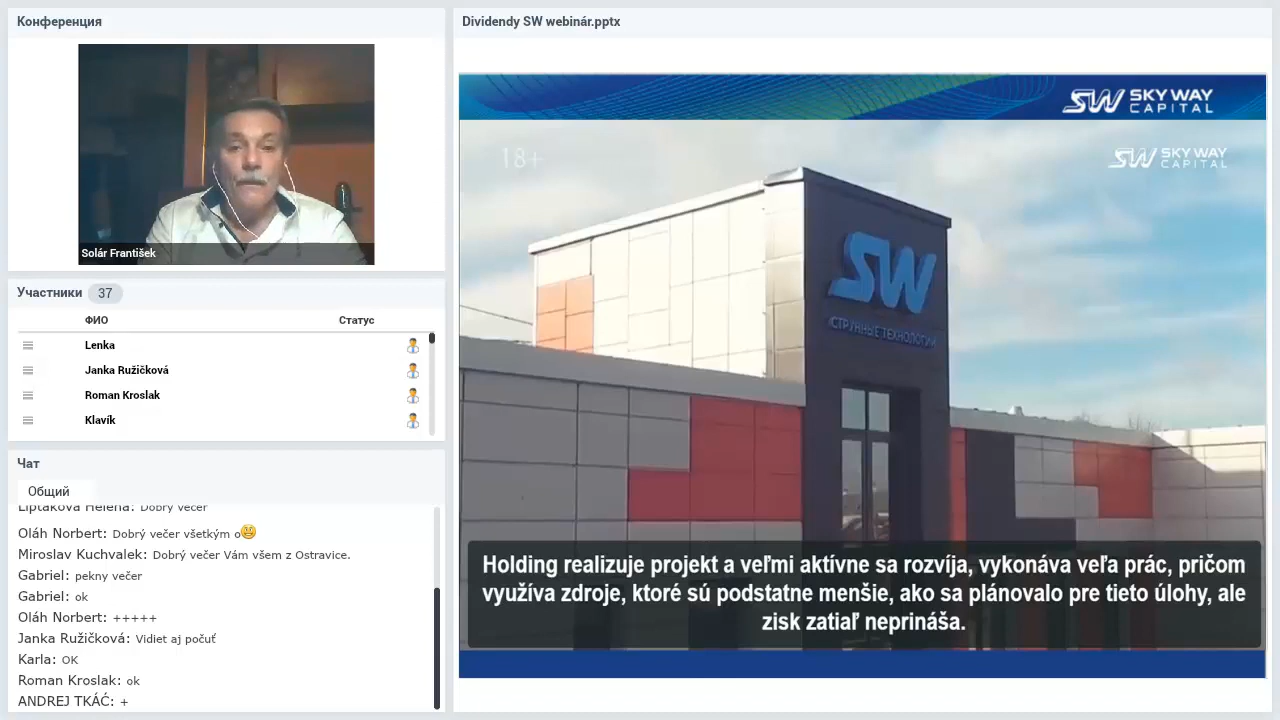 Конференция
Solár František
Участники 37
ФИО Статус
Lenka
Janka Ružičková
Roman Kroslak
Klavík
Чат
Общий
Liptáková Helena: Dobrý večer
Oláh Norbert: Dobrý večer všetkým o
Miroslav Kuchvalek: Dobrý večer Vám všem z Ostravice.
Gabriel: pekny večer
Gabriel: ok
Oláh Norbert: +++++
Janka Ružičková: Vidiet aj počuť
Karla: OK
Roman Kroslak: ok
ANDREJ TKÁČ: +
Dividendy SW webinár.pptx
SW SKY WAY
CAPITAL
18+
SW SKY WAY
CAPITAL
SW
СТРУННЫЕ ТЕХНОЛОГИИ
Holding realizuje projekt a veľmi aktívne sa rozvíja, vykonáva veľa prác, pričom
využíva zdroje, ktoré sú podstatne menšie, ako sa plánovalo pre tieto úlohy, ale
zisk zatiaľ neprináša.